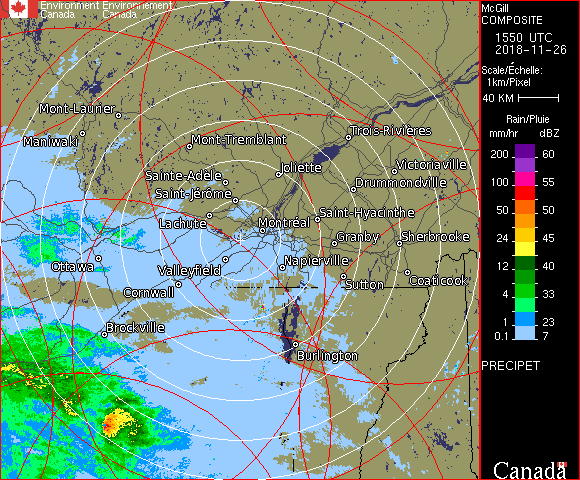 Environment Environnement
Canada Canada
McGill
COMPOSITE
1550 UTC
2018-11-26
Scale/Échelle:
1km/Pixel
40 KM
Rain/Pluie
mm/hr dBZ
200 60
100 55
85 53
50 50
24 45
12 40
4 33
1 23
0.1 7
PRECIPET
Canada
Mont-Laurier
Maniwaki
Mont-Tremblant
Trois-Rivières
Sainte-Adèle
Joliette
Victoriaville
Saint-Jérôme
Drummondville
Lachute
Montréal
Saint-Hyacinthe
Granby
Sherbrooke
Ottawa
Valleyfield
Napierville
Cornwall
Sutton
Coaticook
Brockville
Burlington